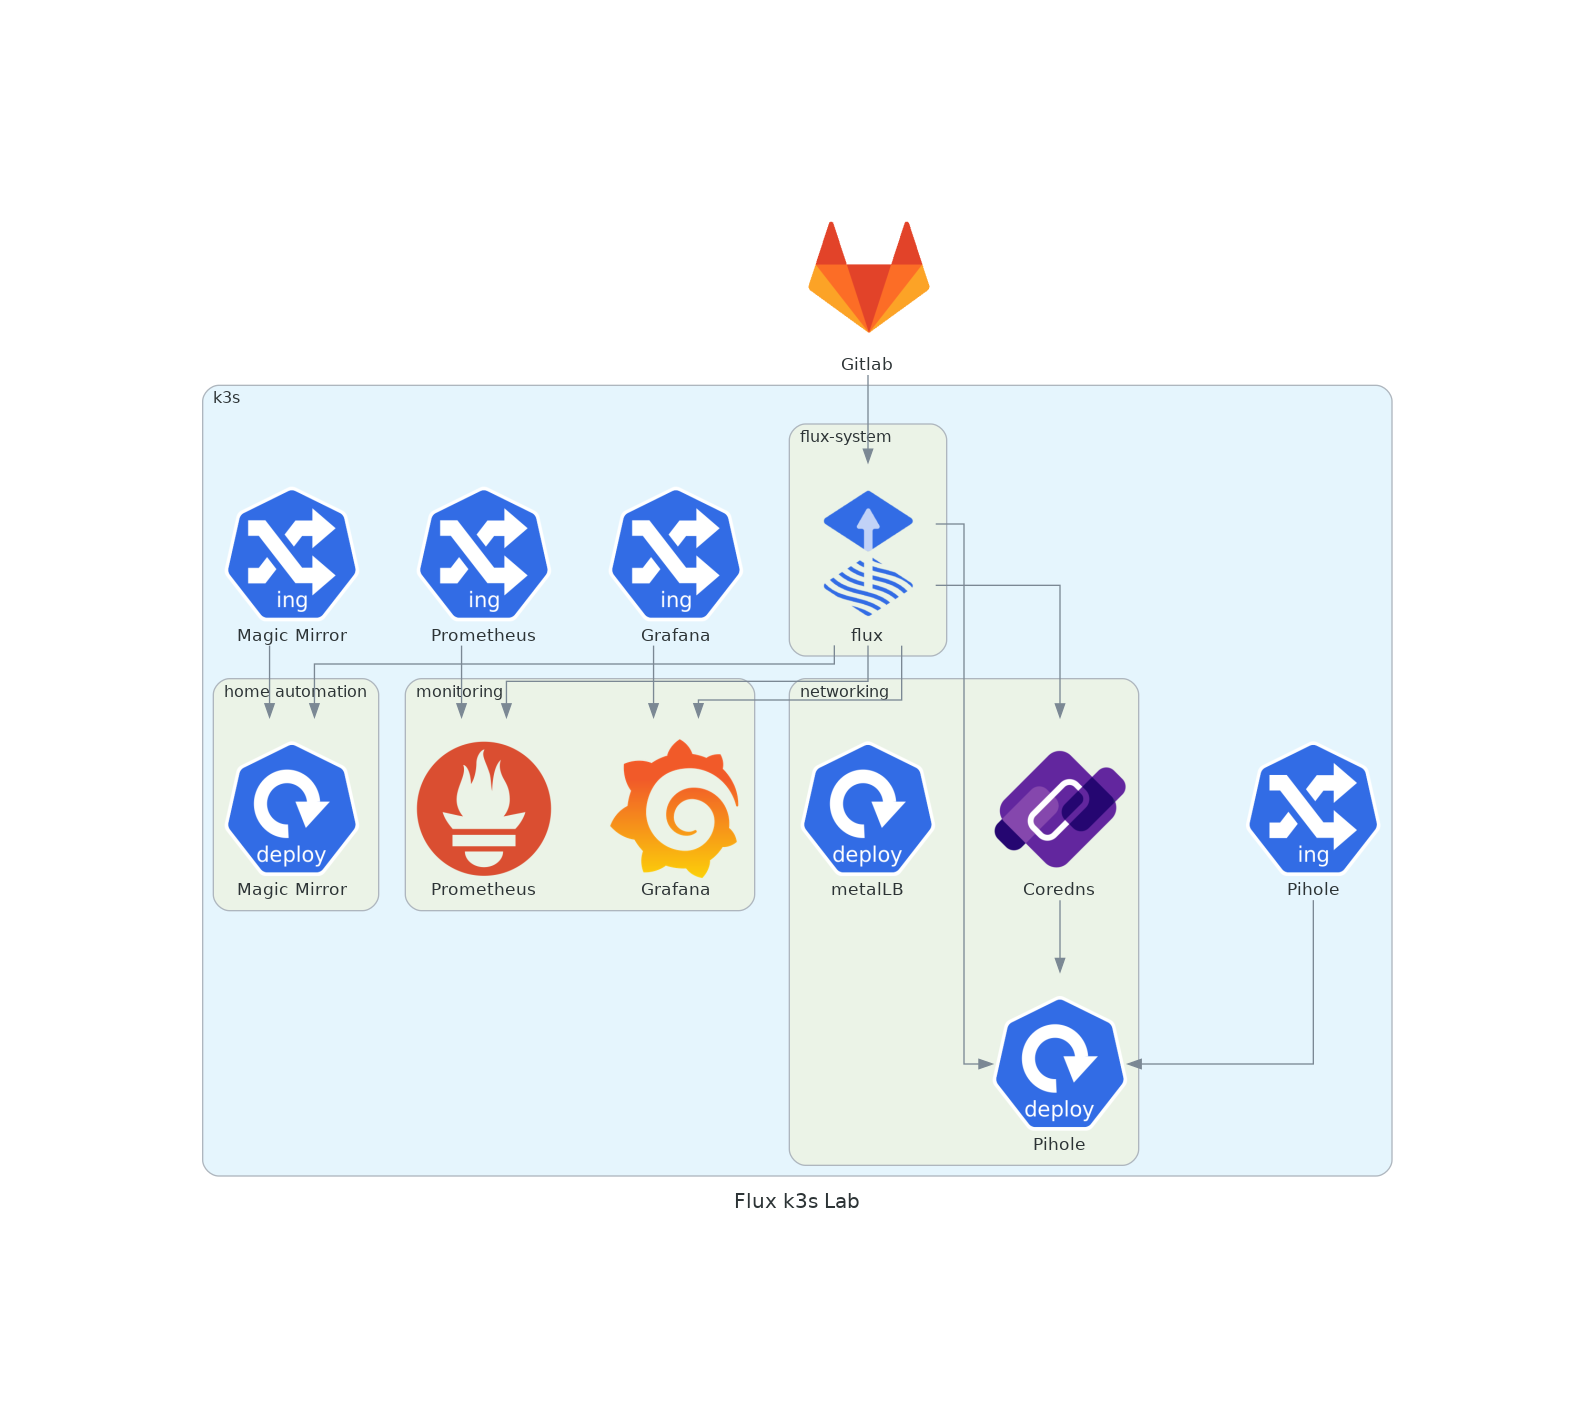 Gitlab
k3s
flux-system
ing
ing
ing
Magic Mirror
Prometheus
Grafana
flux
home automation
monitoring
networking
deploy
deploy
ing
Magic Mirror
Prometheus
Grafana
metalLB
Coredns
Pihole
deploy
Pihole
Flux k3s Lab